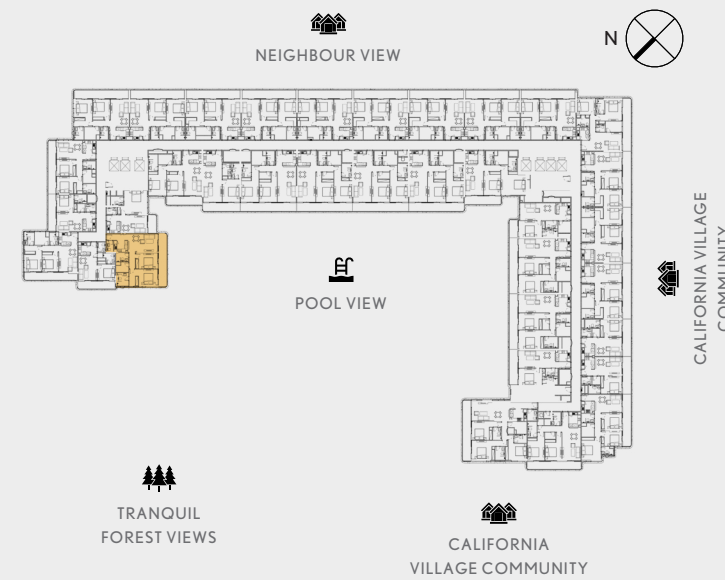 NEIGHBOUR VIEW
N
POOL VIEW
CALIFORNIA VILLAGE
COMMUNITY
TRANQUIL
FOREST VIEWS
CALIFORNIA
VILLAGE COMMUNITY